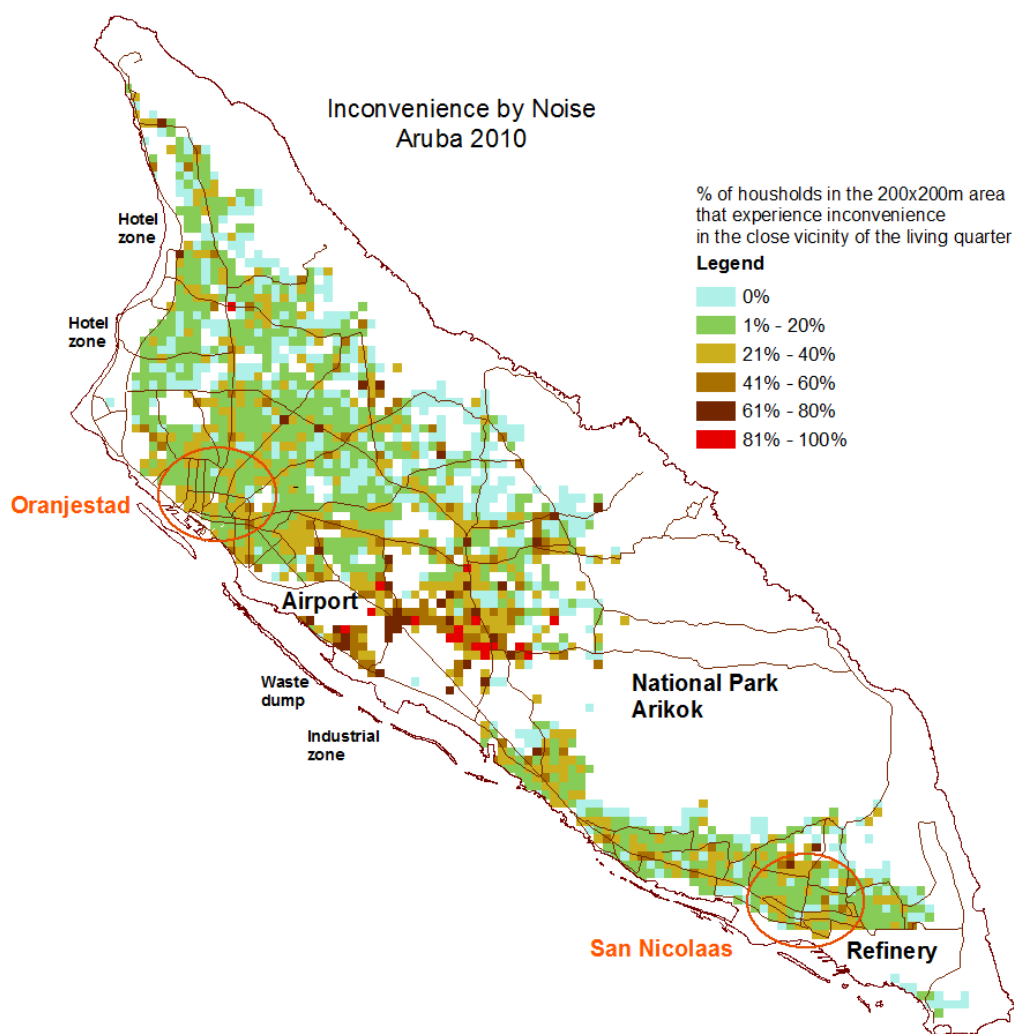 Inconvenience by Noise
Aruba 2010
% of housholds in the 200x200m area
that experience inconvenience
in the close vicinity of the living quarter
Legend
0%
1% - 20%
21% - 40%
41% - 60%
61% - 80%
81% - 100%
Hotel
zone
Hotel
zone
Oranjestad
Airport
Waste
dump
Industrial
zone
National Park
Arikok
San Nicolaas
Refinery